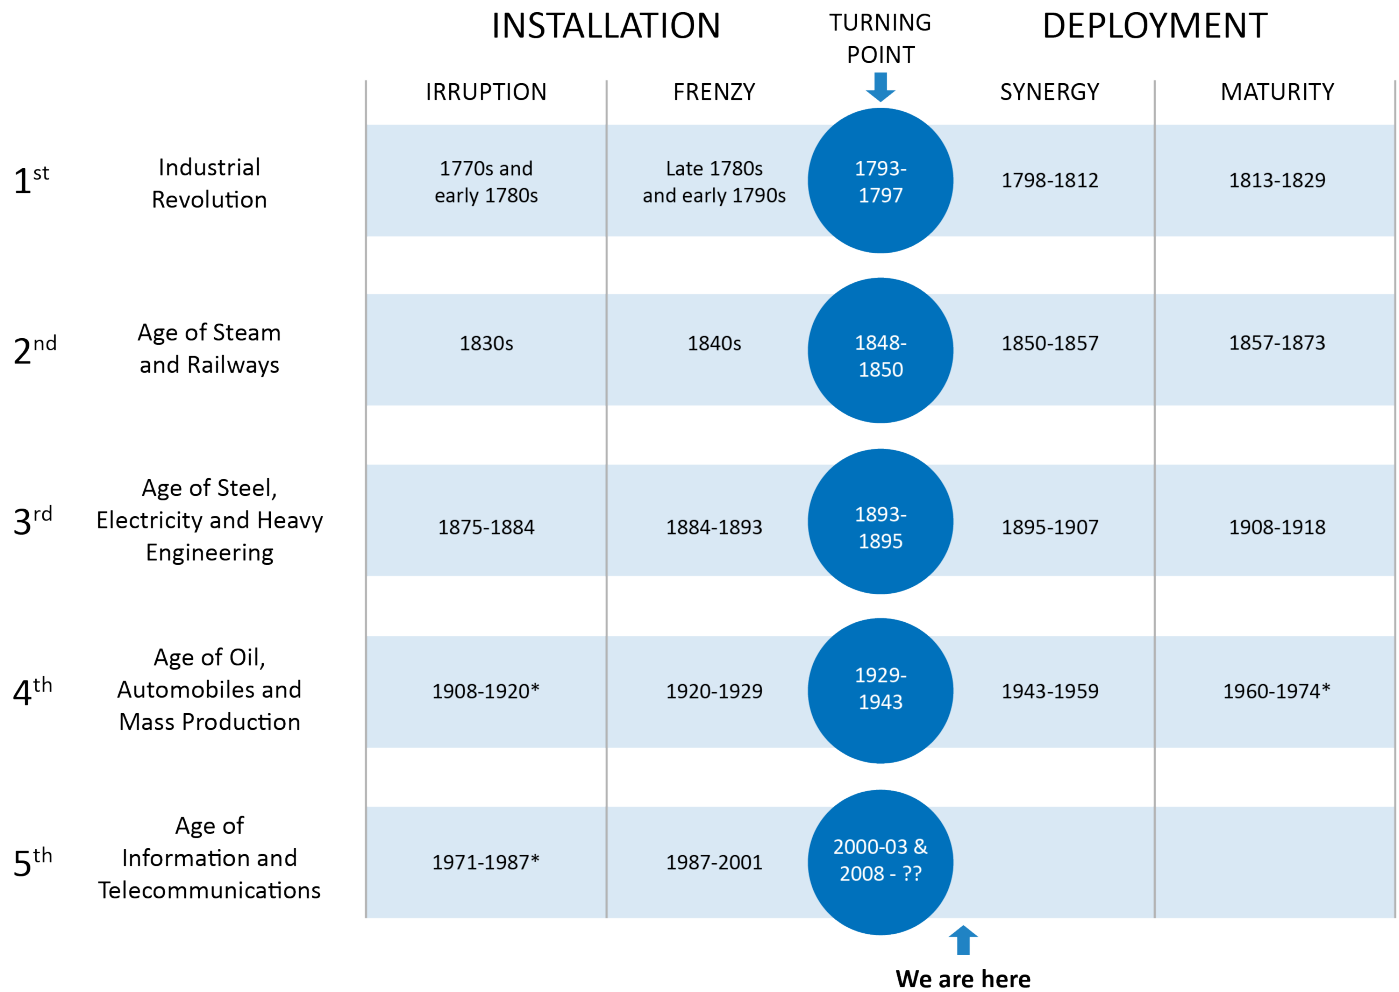 INSTALLATION
TURNING
POINT
DEPLOYMENT
IRRUPTION
FRENZY
SYNERGY
MATURITY
1st
Industrial
Revolution
1770s and
early 1780s
Late 1780s
and early 1790s
1793-
1797
1798-1812
1813-1829
2nd
Age of Steam
and Railways
1830s
1840s
1848-
1850
1850-1857
1857-1873
3rd
Age of Steel,
Electricity and Heavy
Engineering
1875-1884
1884-1893
1893-
1895
1895-1907
1908-1918
4th
Age of Oil,
Automobiles and
Mass Production
1908-1920*
1920-1929
1929-
1943
1943-1959
1960-1974*
5th
Age of
Information and
Telecommunications
1971-1987*
1987-2001
2000-03 &
2008 - ??
We are here